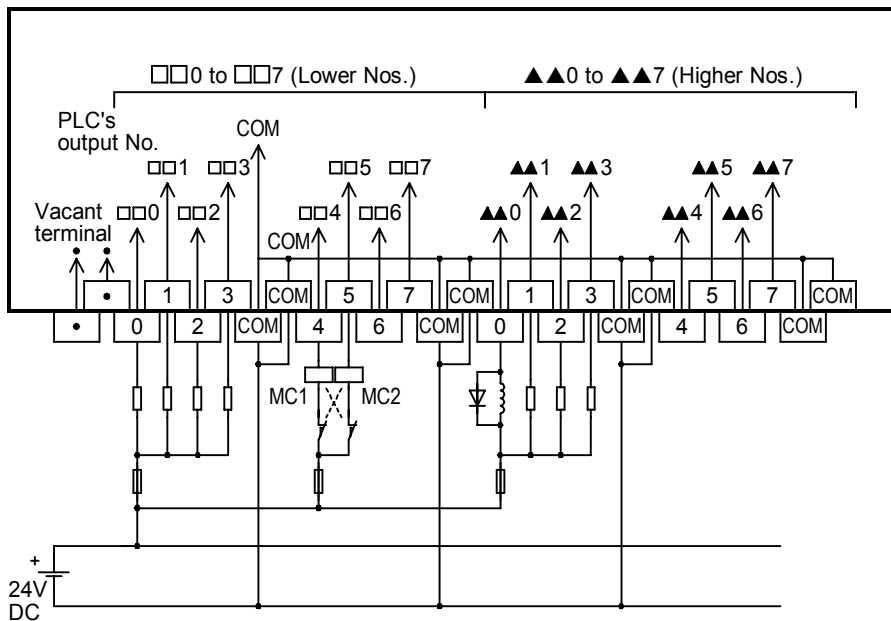 □□0 to □□7 (Lower Nos.) ▲▲0 to ▲▲7 (Higher Nos.)
PLC's
output No.
COM
□□1 □□3 □□5 □□7 ▲▲1 ▲▲3 ▲▲5 ▲▲7
Vacant
terminal
□□0 □□2 □□4 □□6 ▲▲0 ▲▲2 ▲▲4 ▲▲6
COM
1 3 COM 5 7 COM 1 3 COM 5 7 COM
0 2 COM 4 6 COM 0 2 COM 4 6 COM
MC1 MC2
+
24V
DC